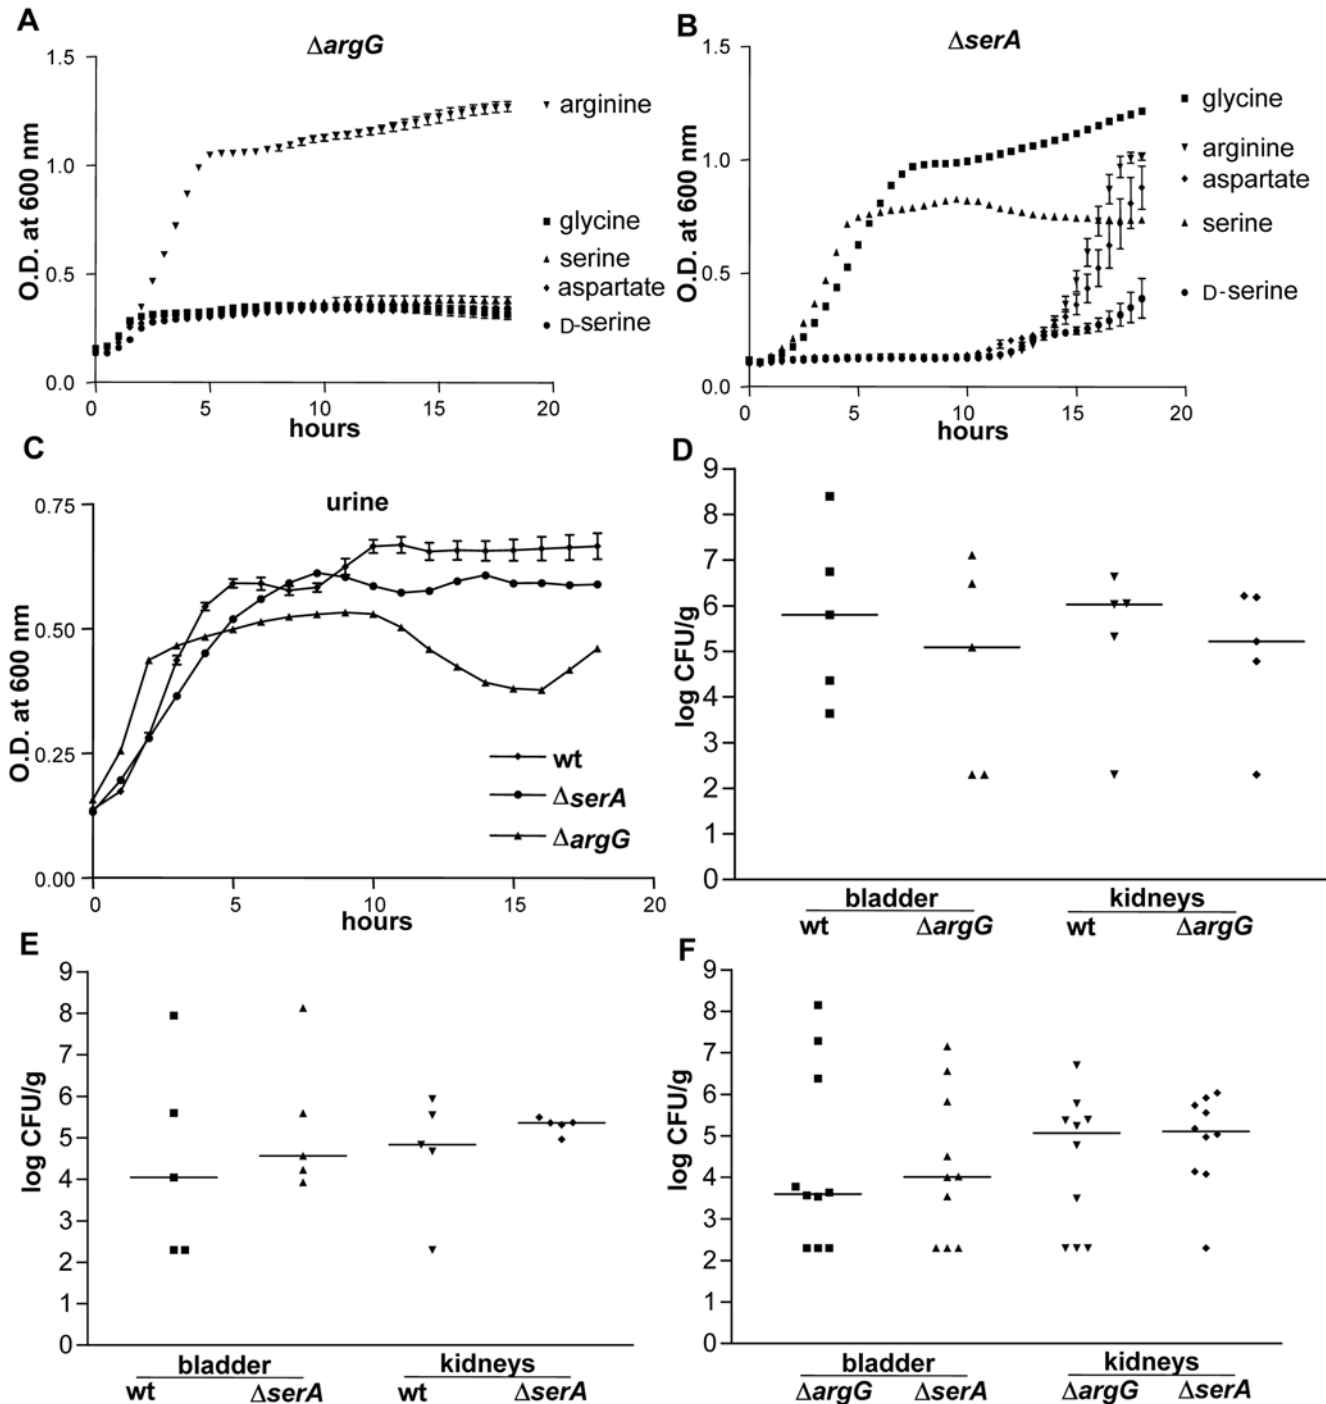 A
ΔargG
O.D. at 600 nm
1.5
1.0
0.5
0.0
0
5
10
15
20
hours
arginine
glycine
serine
aspartate
D-serine
B
ΔserA
O.D. at 600 nm
1.5
1.0
0.5
0.0
0
5
10
15
20
hours
glycine
arginine
aspartate
serine
D-serine
C
urine
O.D. at 600 nm
0.75
0.50
0.25
0.00
0
5
10
15
20
hours
wt
ΔserA
ΔargG
D
log CFU/g
9
8
7
6
5
4
3
2
1
0
bladder
kidneys
wt
ΔargG
wt
ΔargG
E
log CFU/g
9
8
7
6
5
4
3
2
1
0
bladder
kidneys
wt
ΔserA
wt
ΔserA
F
log CFU/g
9
8
7
6
5
4
3
2
1
0
bladder
kidneys
ΔargG
ΔserA
ΔargG
ΔserA